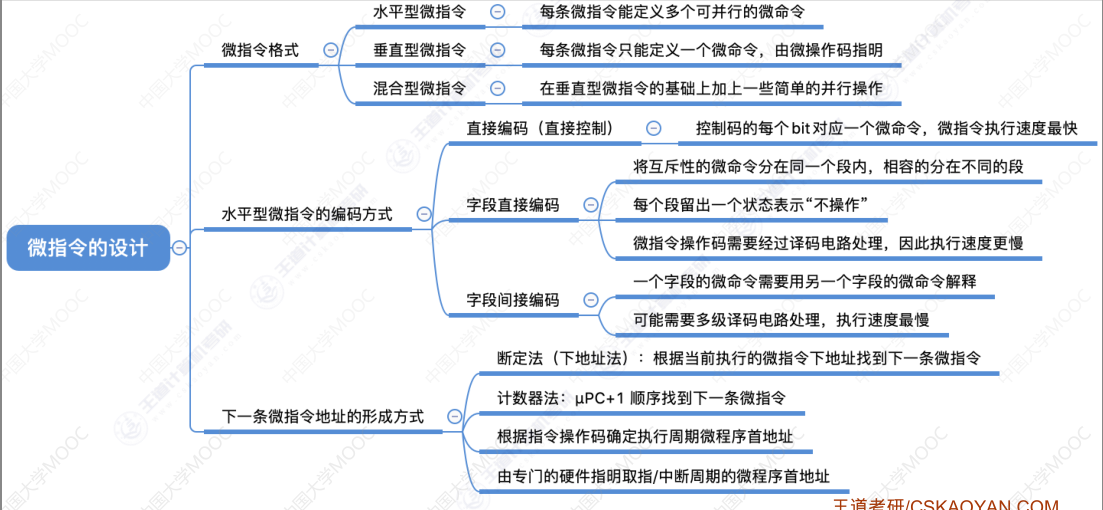 微指令的设计
微指令格式
水平型微指令
每条微指令能定义多个可并行的微命令
垂直型微指令
每条微指令只能定义一个微命令，由微操作码指明
混合型微指令
在垂直型微指令的基础上加上一些简单的并行操作
水平型微指令的编码方式
直接编码（直接控制）
控制码的每个bit对应一个微命令，微指令执行速度最快
字段直接编码
将互斥性的微命令分在同一个段内，相容的分在不同的段
每个段留出一个状态表示“不操作”
微指令操作码需要经过译码电路处理，因此执行速度更慢
字段间接编码
一个字段的微命令需要用另一个字段的微命令解释
可能需要多级译码电路处理，执行速度最慢
下一条微指令地址的形成方式
断定法（下地址法）：根据当前执行的微指令下地址找到下一条微指令
计数器法：μPC+1 顺序找到下一条微指令
根据指令操作码确定执行周期微程序首地址
由专门的硬件指明取指/中断周期的微程序首地址
王道考研/CSKAOYAN.COM
中国大学MOOC
王道计算机考研